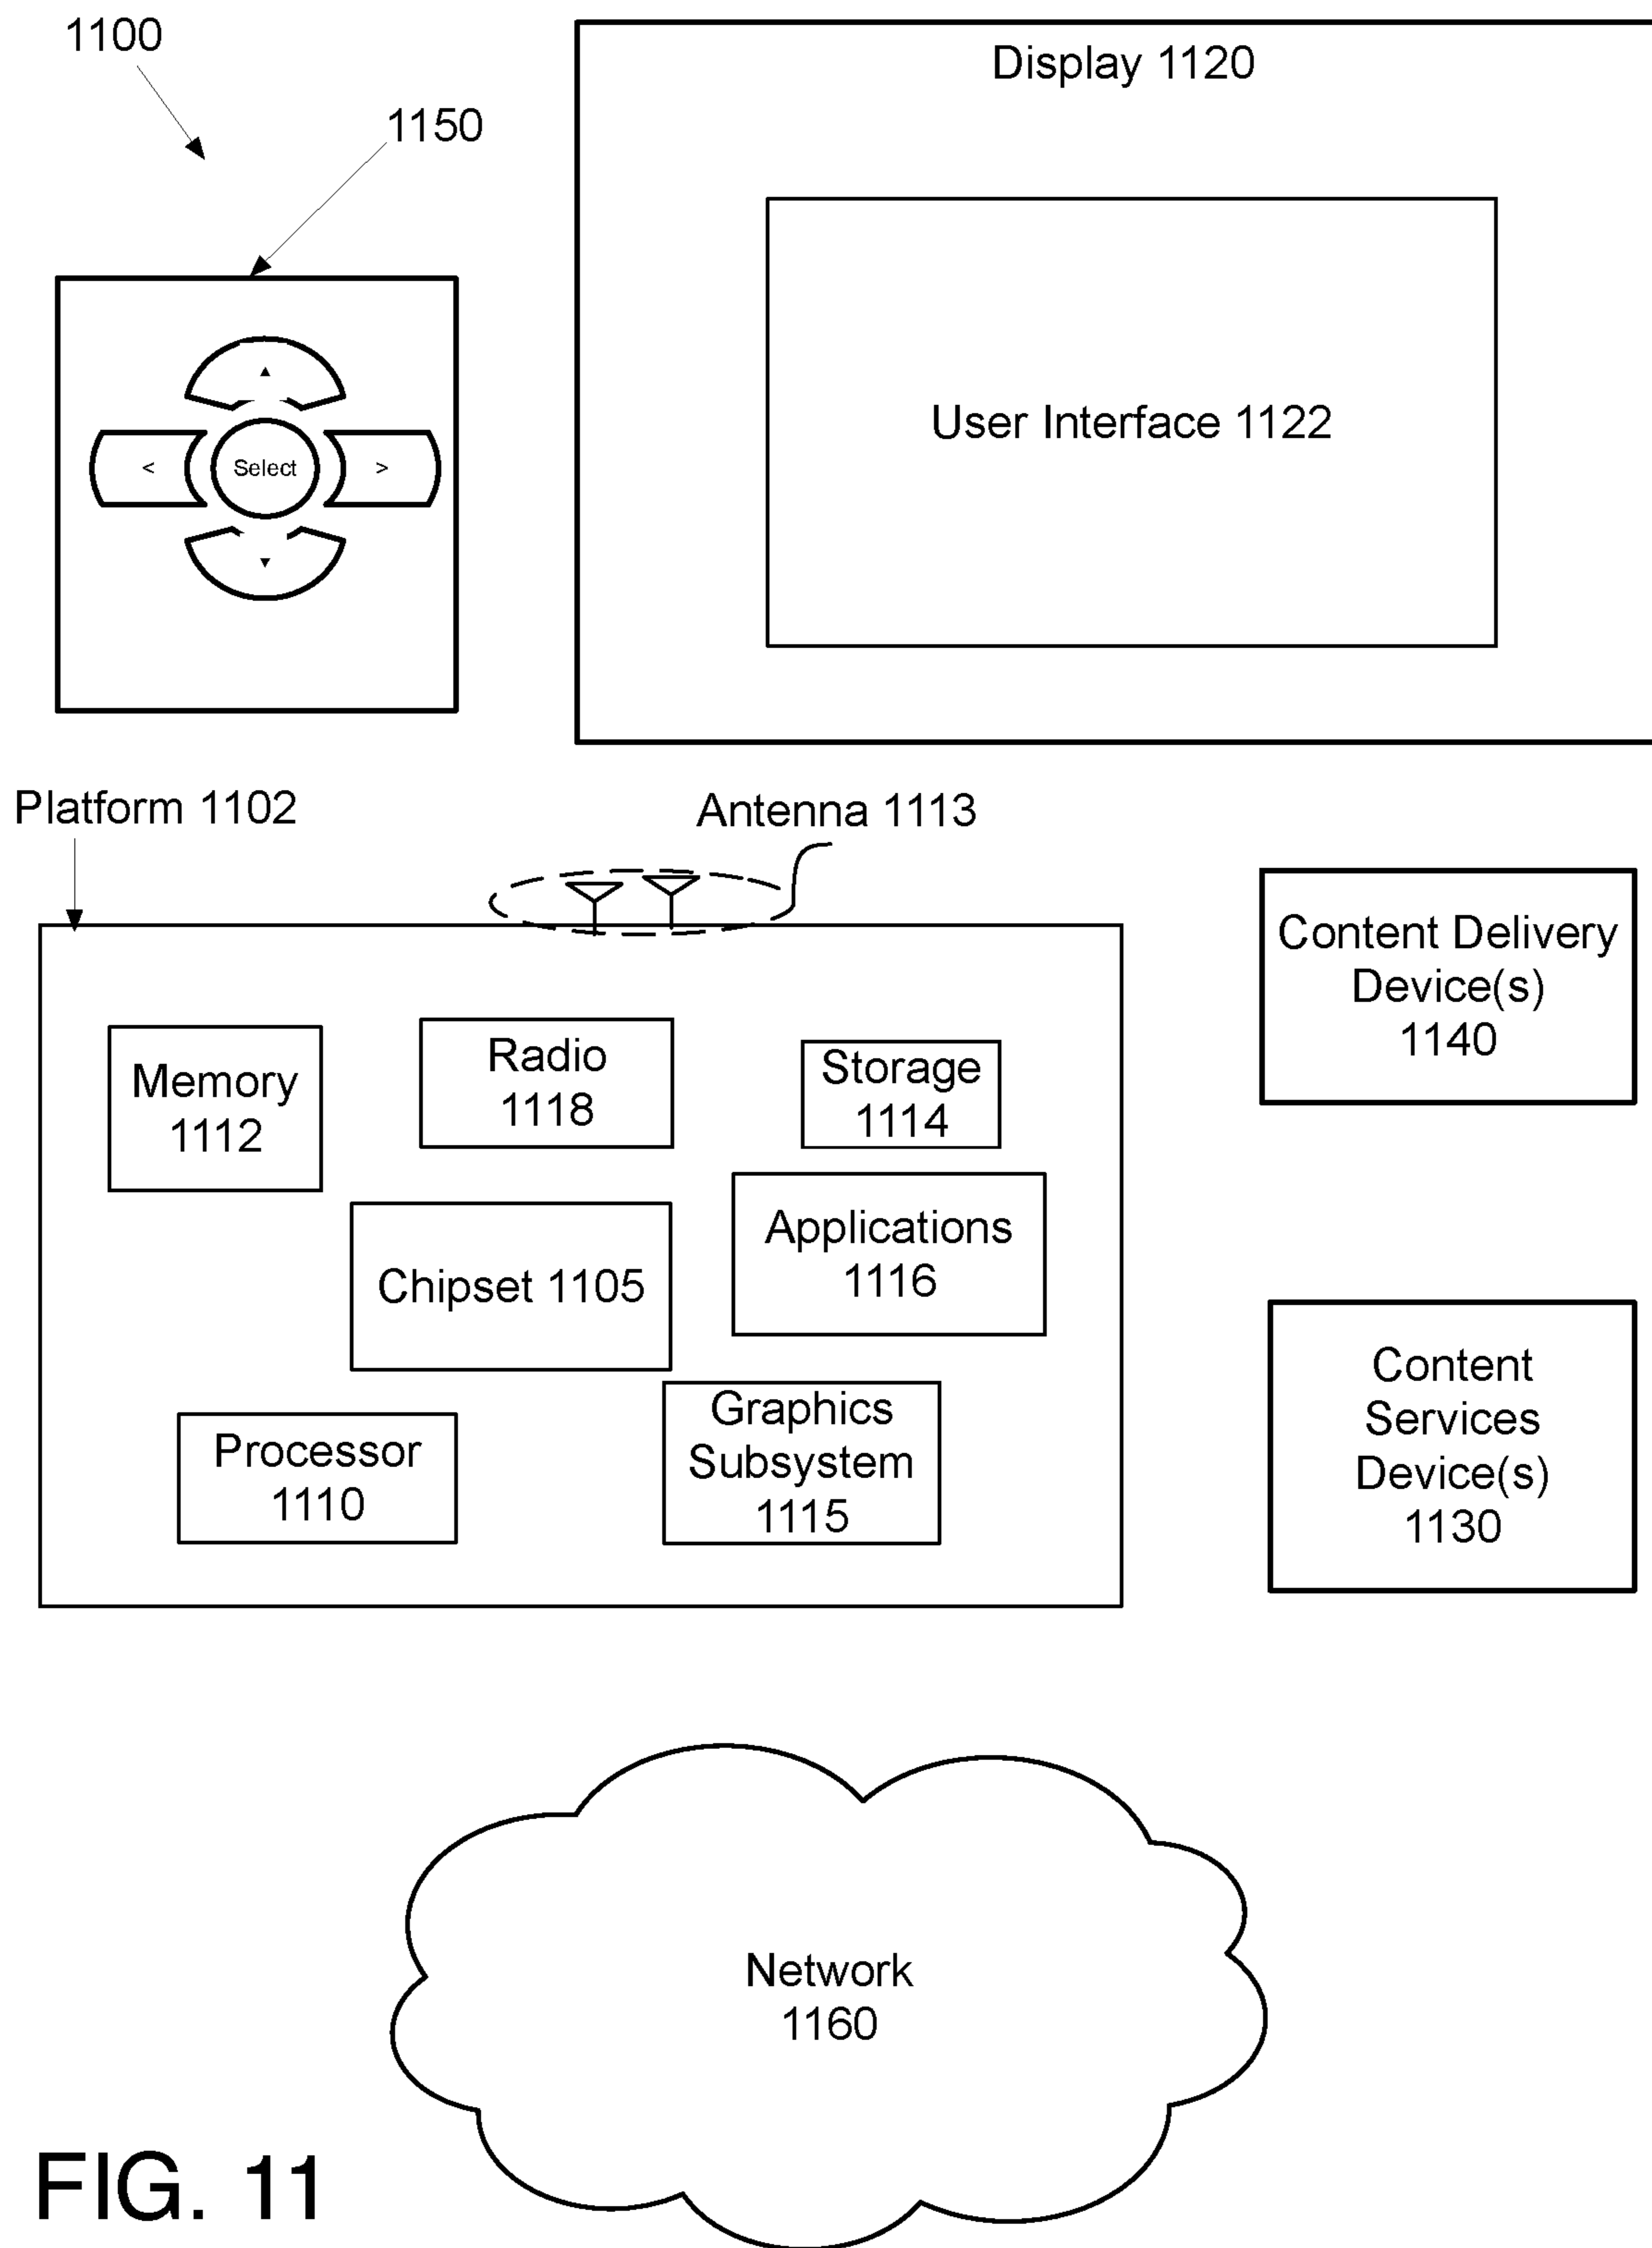 1100
1150
Display 1120
User Interface 1122
▲
<
Select
>
▼
Platform 1102
Antenna 1113
Memory
1112
Radio
1118
Storage
1114
Chipset 1105
Applications
1116
Processor
1110
Graphics
Subsystem
1115
Content Delivery
Device(s)
1140
Content
Services
Device(s)
1130
Network
1160
FIG. 11